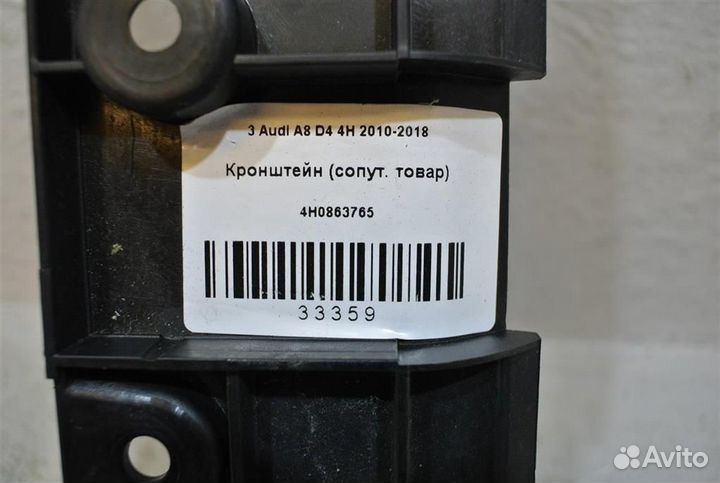 3 Audi A8 D4 4H 2010-2018
Кронштейн (сопут. товар)
4H0863765
33359
Avito